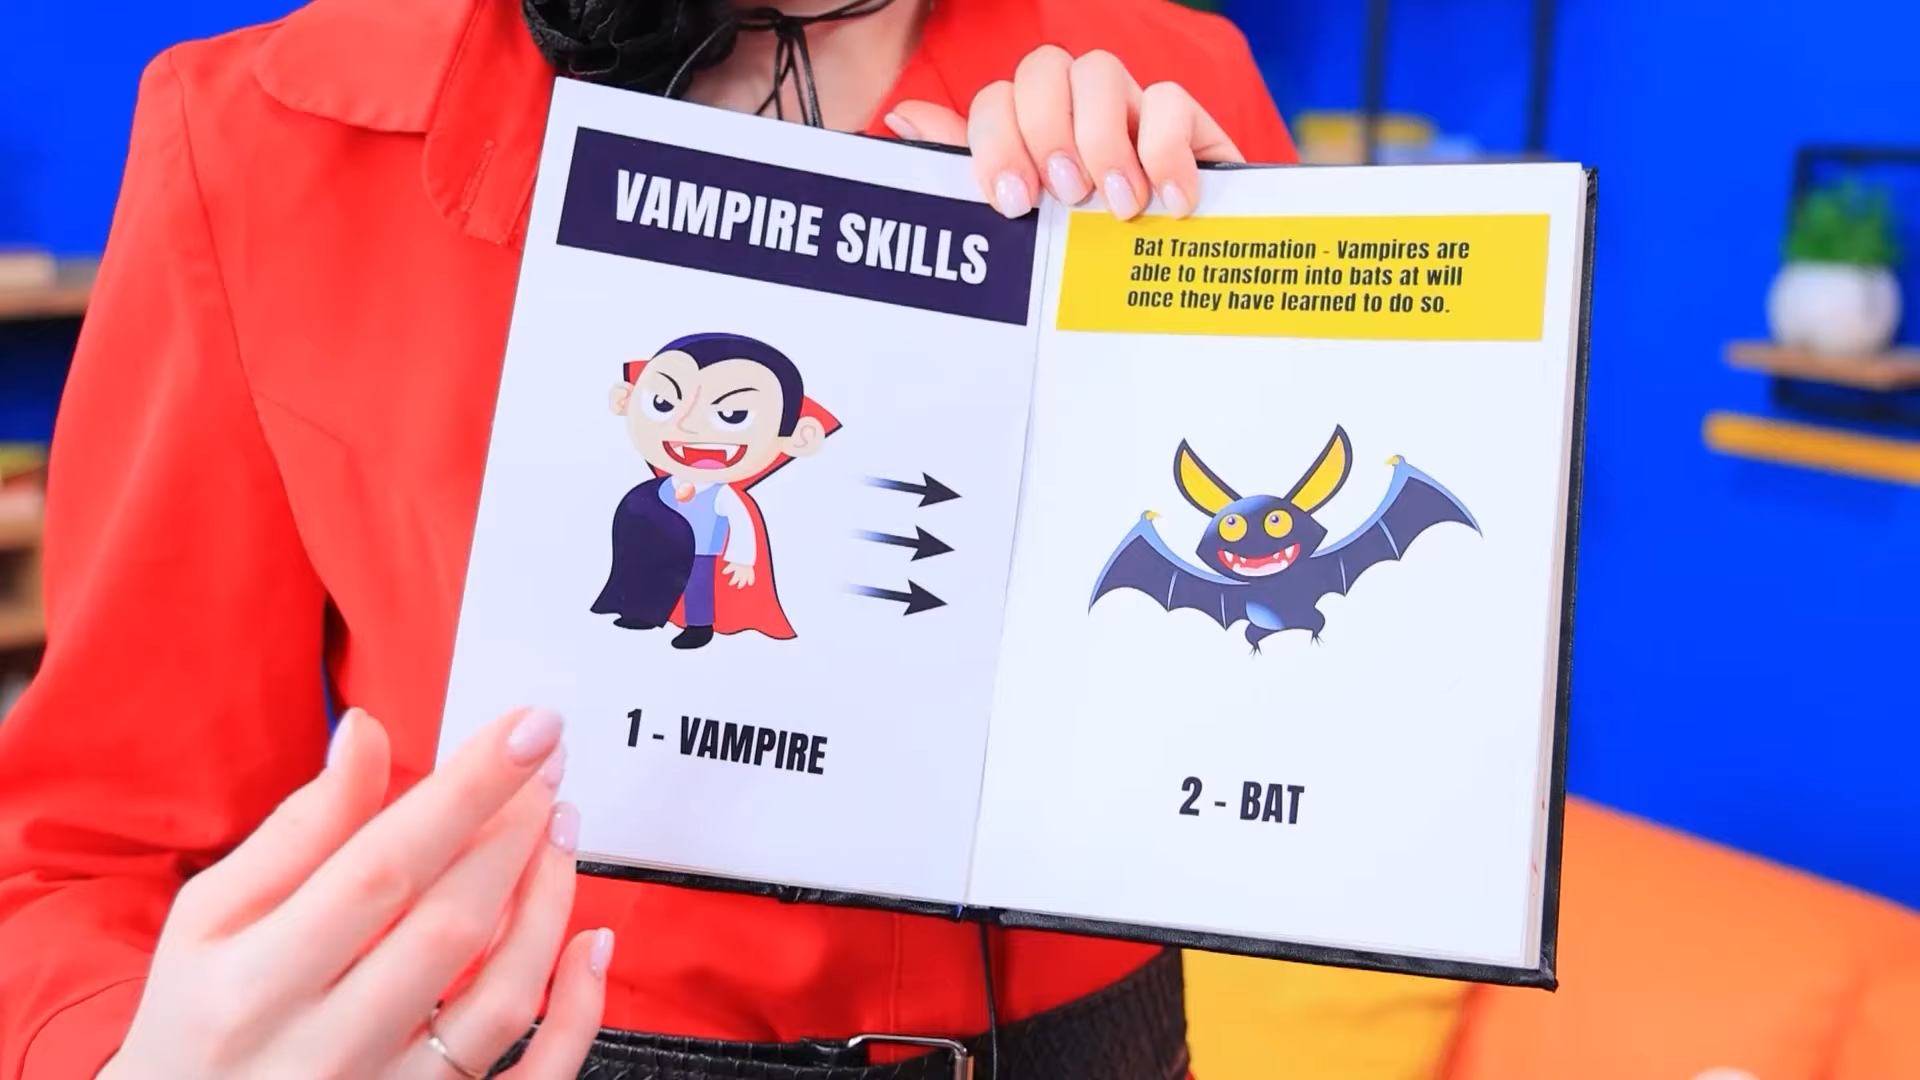 VAMPIRE SKILLS
1 - VAMPIRE
Bat Transformation - Vampires are
able to transform into bats at will
once they have learned to do so.
2 - BAT